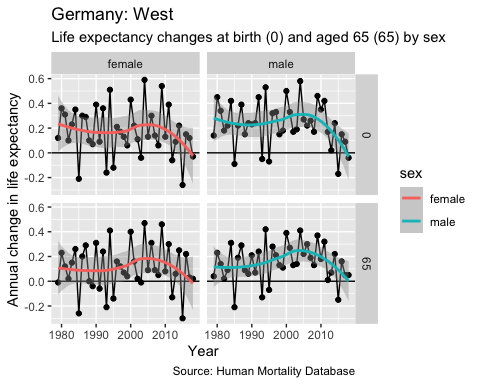 Germany: West
Life expectancy changes at birth (0) and aged 65 (65) by sex
female
male
0.6
0.4
0.2
0.0
-0.2
0
0.6
0.4
0.2
0.0
-0.2
65
Annual change in life expectancy
1980
1990
2000
2010
1980
1990
2000
2010
Year
sex
female
male
Source: Human Mortality Database